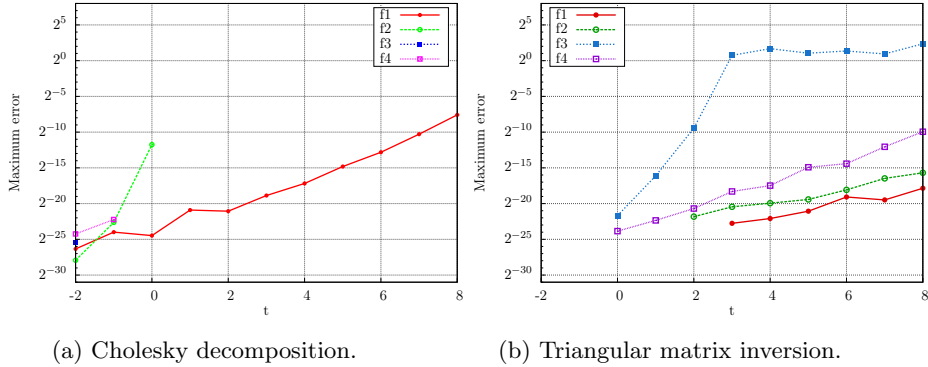 Maximum error
2^5
2^0
2^-5
2^-10
2^-15
2^-20
2^-25
2^-30
-2 0 2 4 6 8
t
f1
f2
f3
f4
(a) Cholesky decomposition.
Maximum error
2^5
2^0
2^-5
2^-10
2^-15
2^-20
2^-25
2^-30
-2 0 2 4 6 8
t
f1
f2
f3
f4
(b) Triangular matrix inversion.